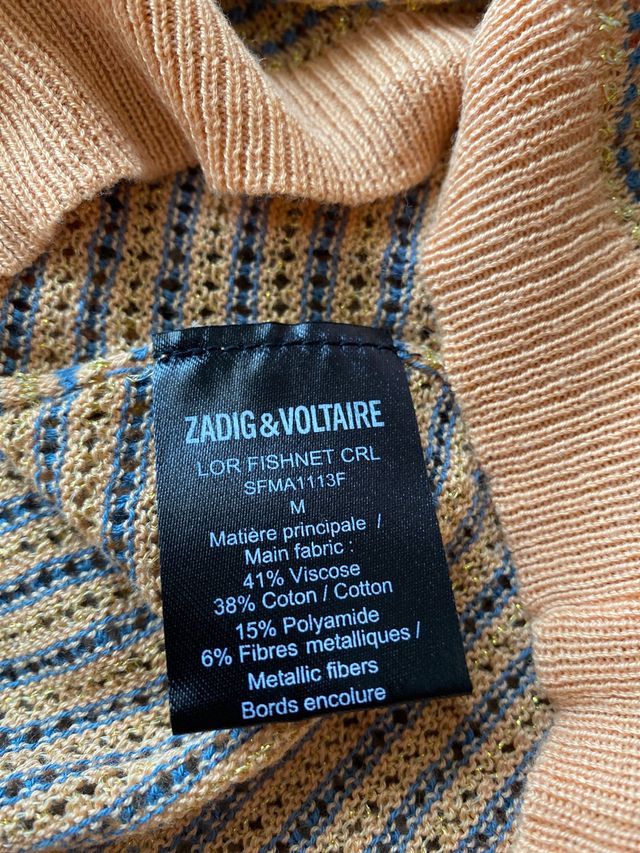 ZADIG&VOLTAIRE
LOR FISHNET CRL
SFMA1113F
M
Matière principale /
Main fabric :
41% Viscose
38% Coton / Cotton
15% Polyamide
6% Fibres metalliques /
Metallic fibers
Bords encolure